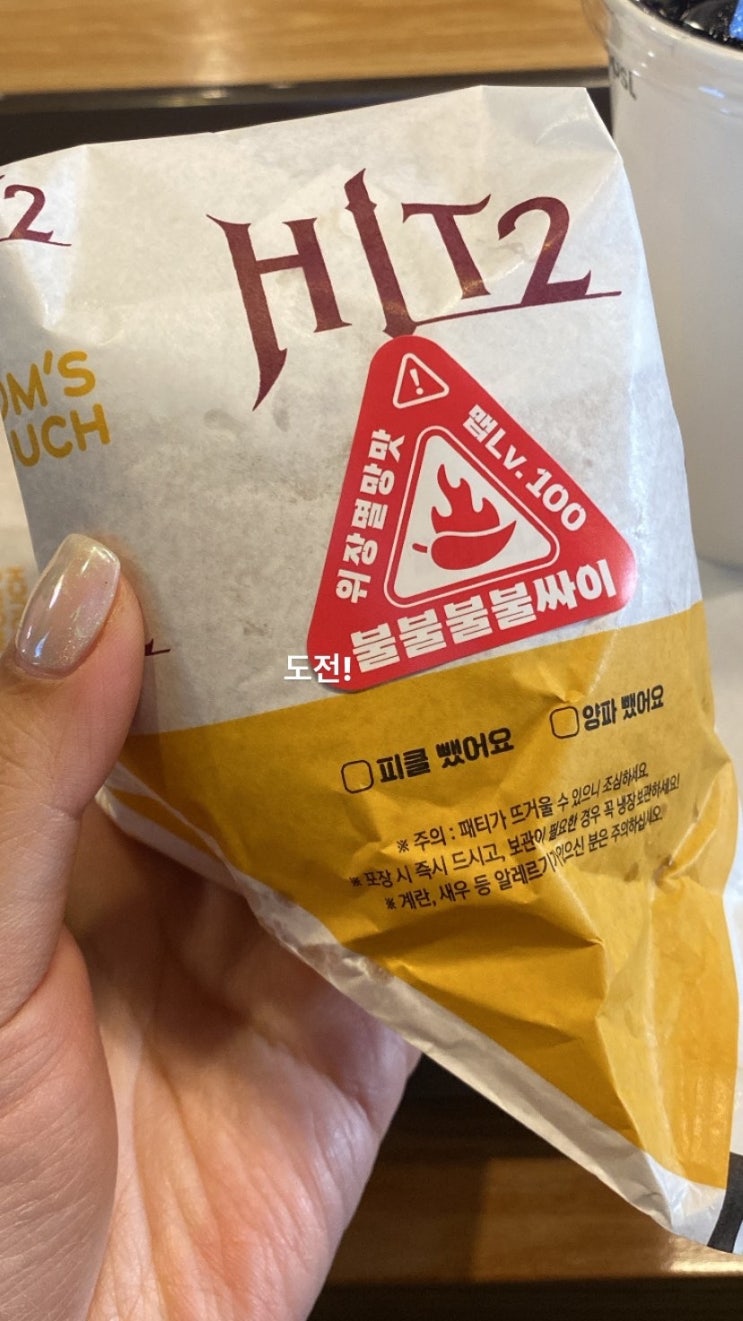 HIT2
2
OM'S
UCH
!
맵Lv.100
위장별망맛
불불불불싸이
도전!
피클 뺐어요
양파 뺐어요
※ 주의 : 패티가 뜨거울 수 있으니 조심하세요.
※ 포장 시 즉시 드시고, 보관이 필요한 경우 꼭 냉장 보관하세요!
※ 계란, 새우 등 알레르기가 있으신 분은 주의하십시오.